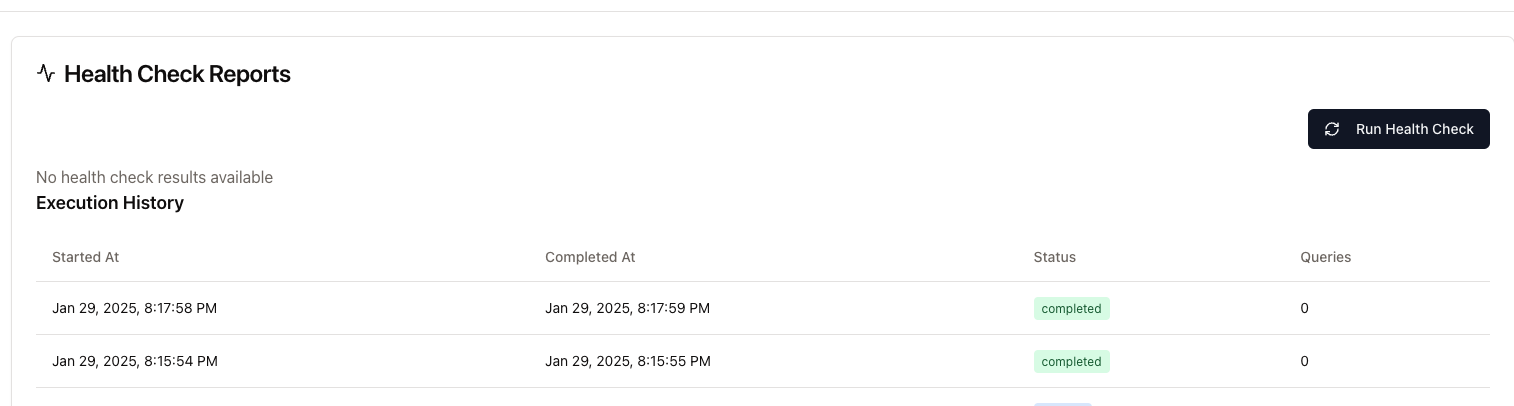 Health Check Reports
Run Health Check
No health check results available
Execution History
Started At Completed At Status Queries
Jan 29, 2025, 8:17:58 PM Jan 29, 2025, 8:17:59 PM completed 0
Jan 29, 2025, 8:15:54 PM Jan 29, 2025, 8:15:55 PM completed 0